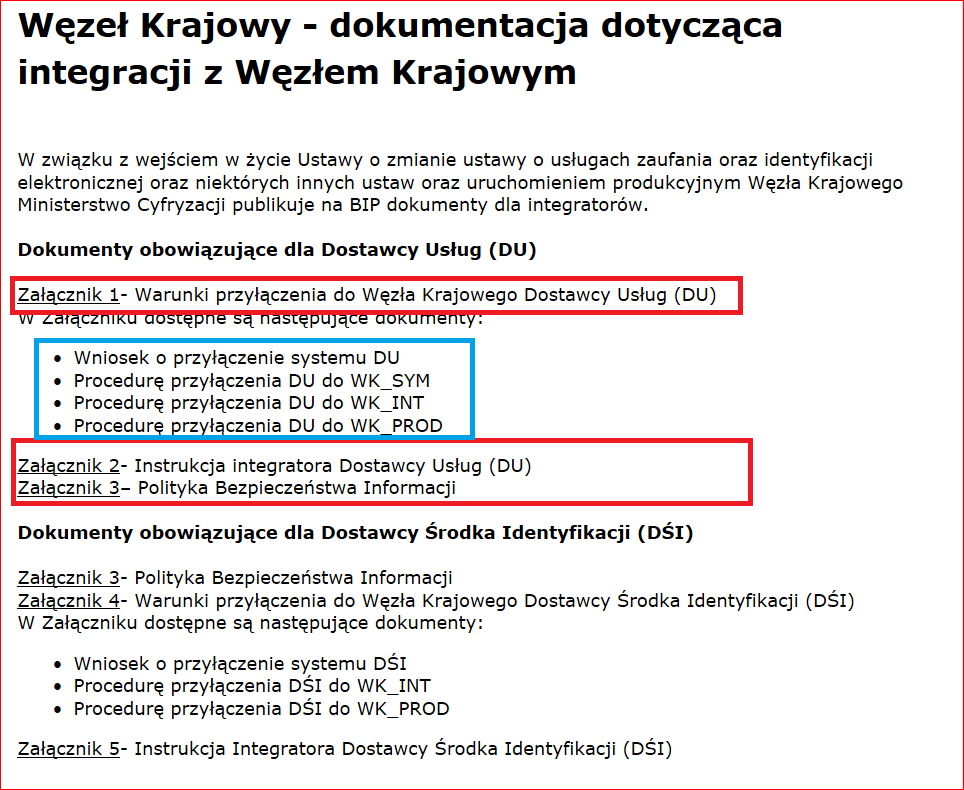 Węzeł Krajowy - dokumentacja dotycząca
integracji z Węzłem Krajowym
W związku z wejściem w życie Ustawy o zmianie ustawy o usługach zaufania oraz identyfikacji
elektronicznej oraz niektórych innych ustaw oraz uruchomieniem produkcyjnym Węzła Krajowego
Ministerstwo Cyfryzacji publikuje na BIP dokumenty dla integratorów.
Dokumenty obowiązujące dla Dostawcy Usług (DU)
Załącznik 1- Warunki przyłączenia do Węzła Krajowego Dostawcy Usług (DU)
W Załączniku dostępne są następujące dokumenty:
• Wniosek o przyłączenie systemu DU
• Procedurę przyłączenia DU do WK_SYM
• Procedurę przyłączenia DU do WK_INT
• Procedurę przyłączenia DU do WK_PROD
Załącznik 2- Instrukcja integratora Dostawcy Usług (DU)
Załącznik 3– Polityka Bezpieczeństwa Informacji
Dokumenty obowiązujące dla Dostawcy Środka Identyfikacji (DŚI)
Załącznik 3- Polityka Bezpieczeństwa Informacji
Załącznik 4- Warunki przyłączenia do Węzła Krajowego Dostawcy Środka Identyfikacji (DŚI)
W Załączniku dostępne są następujące dokumenty:
• Wniosek o przyłączenie systemu DŚI
• Procedurę przyłączenia DŚI do WK_INT
• Procedurę przyłączenia DŚI do WK_PROD
Załącznik 5- Instrukcja Integratora Dostawcy Środka Identyfikacji (DŚI)